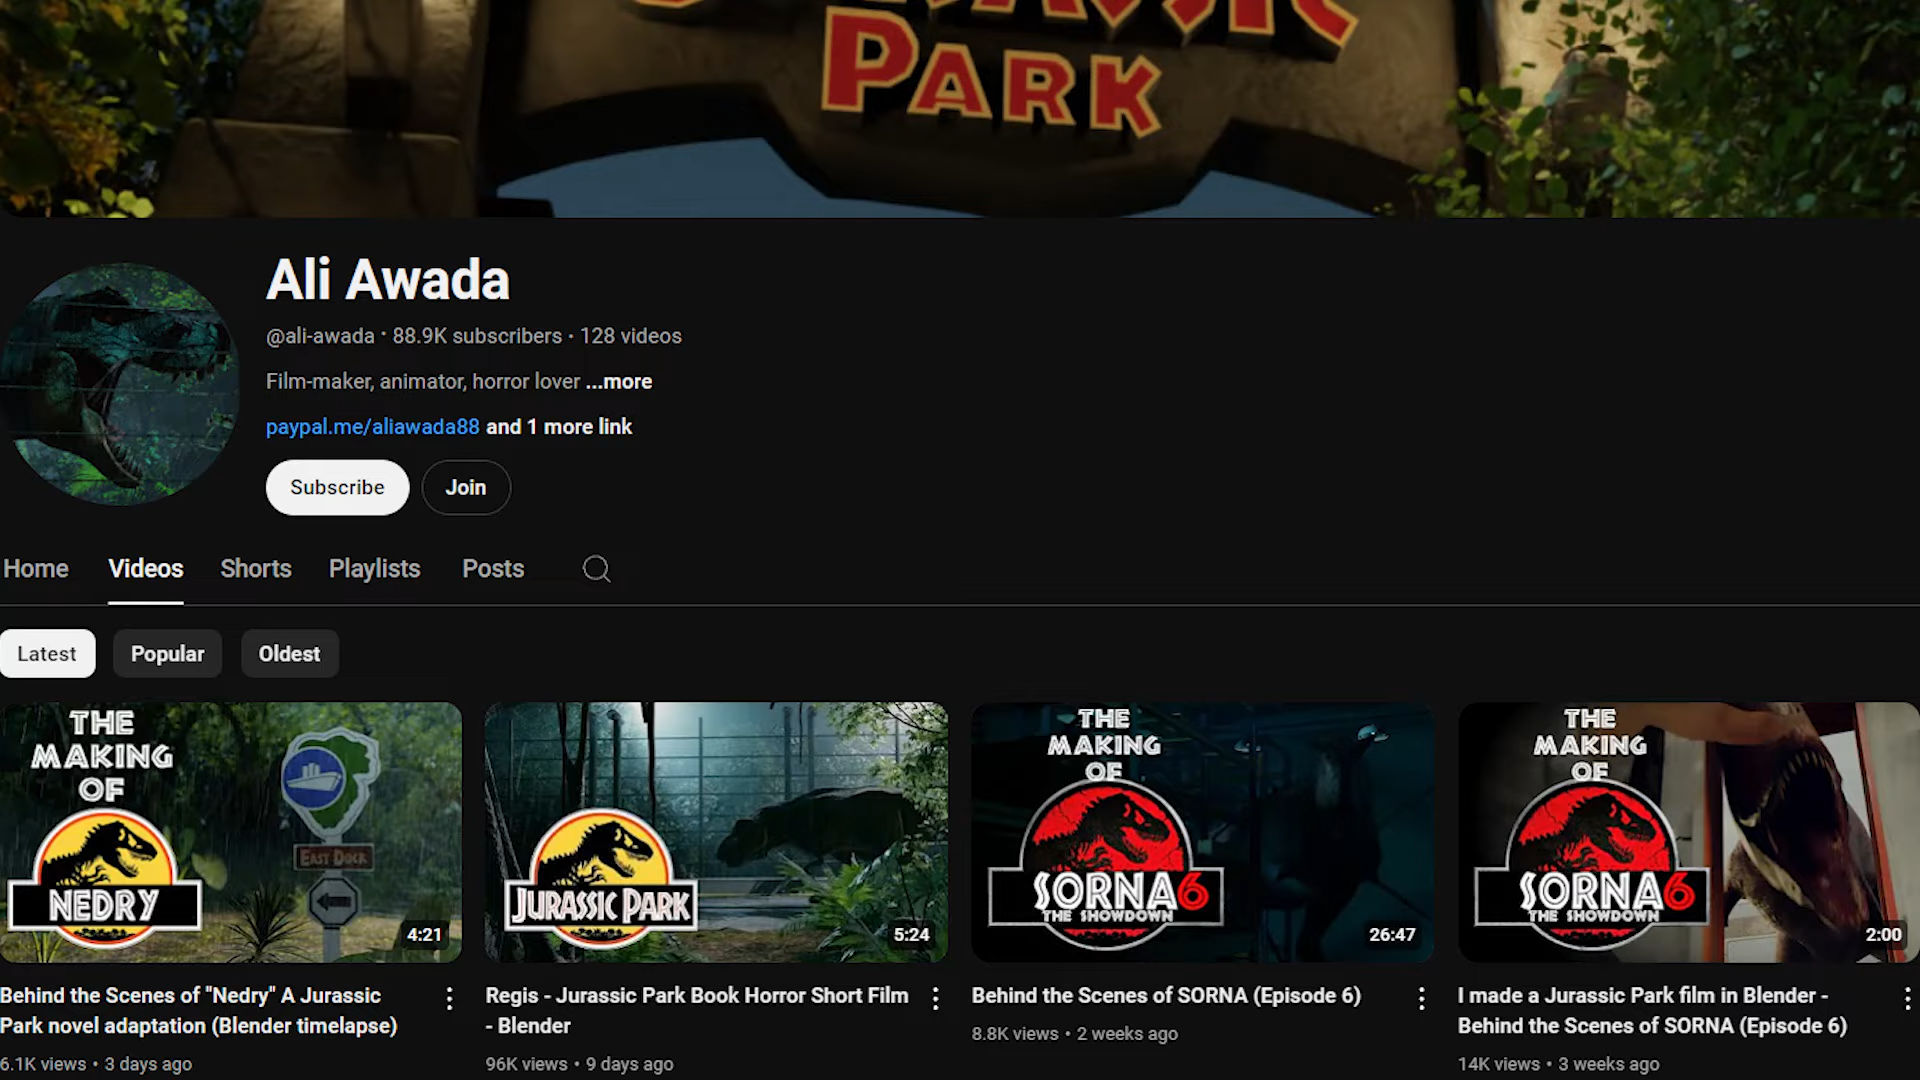 PARK
Ali Awada
@ali-awada · 88.9K subscribers · 128 videos
Film-maker, animator, horror lover ...more
paypal.me/aliawada88 and 1 more link
Subscribe
Join
Home
Videos
Shorts
Playlists
Posts
Latest
Popular
Oldest
THE
MAKING
OF
NEDRY
EAST DOCK
4:21
JURASSIC PARK
5:24
THE
MAKING
OF
SORNA6
THE SHOWDOWN
26:47
THE
MAKING
OF
SORNA6
THE SHOWDOWN
2:00
Behind the Scenes of "Nedry" A Jurassic
Park novel adaptation (Blender timelapse)
6.1K views · 3 days ago
Regis - Jurassic Park Book Horror Short Film
- Blender
96K views · 9 days ago
Behind the Scenes of SORNA (Episode 6)
8.8K views · 2 weeks ago
I made a Jurassic Park film in Blender -
Behind the Scenes of SORNA (Episode 6)
14K views · 3 weeks ago